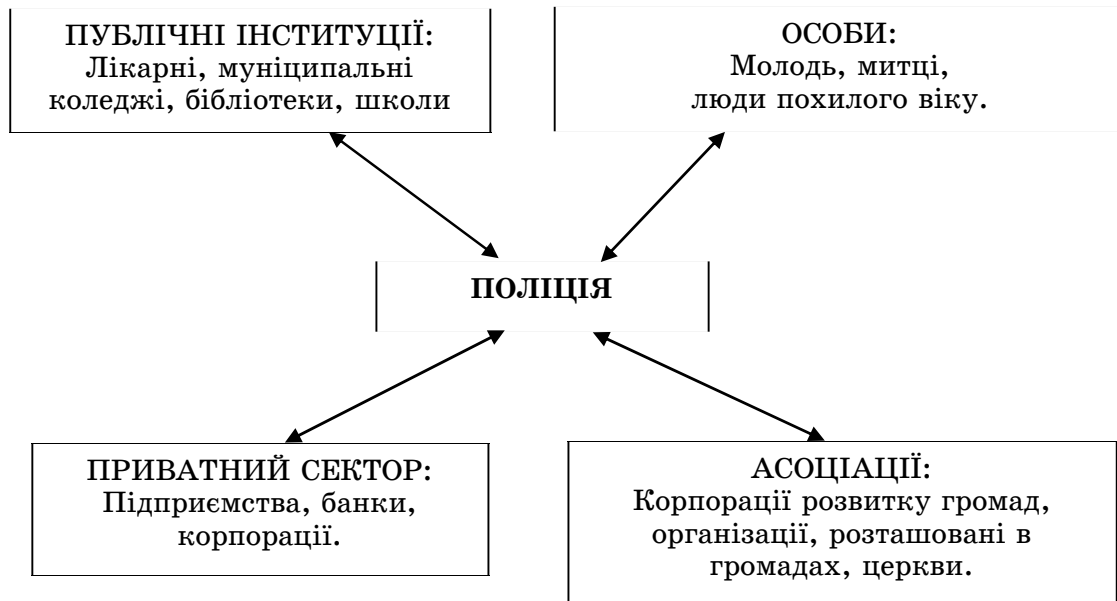 ПУБЛІЧНІ ІНСТИТУЦІЇ:
Лікарні, муніципальні
коледжі, бібліотеки, школи
ОСОБИ:
Молодь, митці,
люди похилого віку.
ПОЛІЦІЯ
ПРИВАТНИЙ СЕКТОР:
Підприємства, банки,
корпорації.
АСОЦІАЦІЇ:
Корпорації розвитку громад,
організації, розташовані в
громадах, церкви.